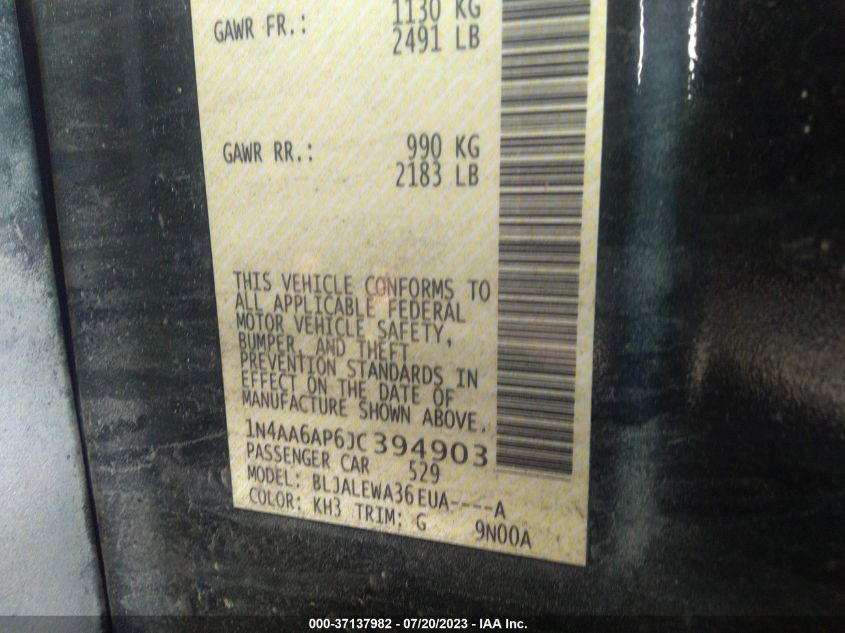 1130 KG
GAWR FR.:
2491 LB
GAWR RR.: 990 KG
2183 LB
THIS VEHICLE CONFORMS TO
ALL APPLICABLE FEDERAL
MOTOR VEHICLE SAFETY,
BUMPER, AND THEFT
PREVENTION STANDARDS IN
EFFECT ON THE DATE OF
MANUFACTURE SHOWN ABOVE.
1N4AA6AP6JC394903
PASSENGER CAR 529
MODEL: BLJALEWA36EUA----A
COLOR: KH3 TRIM: G 9N00A
000-37137982 - 07/20/2023 - IAA Inc.